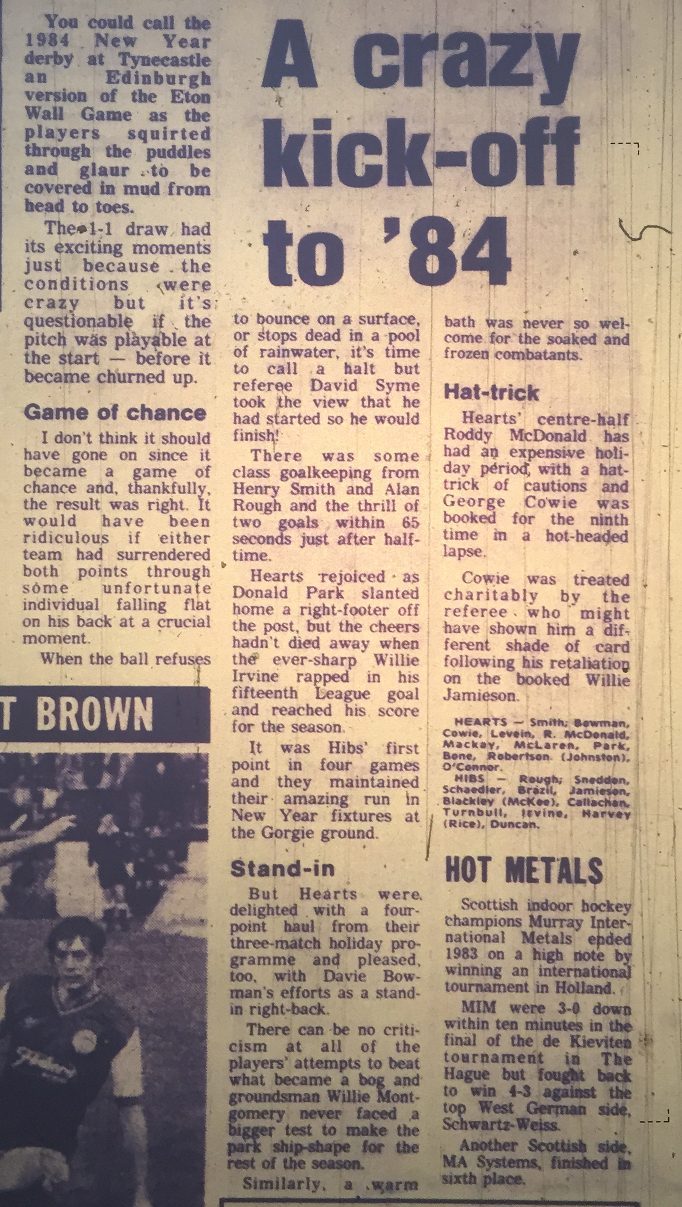 A crazy
kick-off
to '84
You could call the
1984 New Year
derby at Tynecastle
an Edinburgh
version of the Eton
Wall Game as the
players squirted
through the puddles
and glaur to be
covered in mud from
head to toes.
The 1-1 draw had
its exciting moments
just because the
conditions were
crazy but it's
questionable if the
pitch was playable at
the start — before it
became churned up.
Game of chance
I don't think it should
have gone on since it
became a game of
chance and, thankfully,
the result was right. It
would have been
ridiculous if either
team had surrendered
both points through
some unfortunate
individual falling flat
on his back at a crucial
moment.
When the ball refuses
to bounce on a surface,
or stops dead in a pool
of rainwater, it's time
to call a halt but
referee David Syme
took the view that he
had started so he would
finish!
There was some
class goalkeeping from
Henry Smith and Alan
Rough and the thrill of
two goals within 65
seconds just after half-
time.
Hearts rejoiced as
Donald Park slanted
home a right-footer off
the post, but the cheers
hadn't died away when
the ever-sharp Willie
Irvine rapped in his
fifteenth League goal
and reached his score
for the season.
It was Hibs' first
point in four games
and they maintained
their amazing run in
New Year fixtures at
the Gorgie ground.
Stand-in
But Hearts were
delighted with a four-
point haul from their
three-match holiday pro-
gramme and pleased,
too, with Davie Bow-
man's efforts as a stand-
in right-back.
There can be no criti-
cism at all of the
players' attempts to beat
what became a bog and
groundsman Willie Mont-
gomery never faced a
bigger test to make the
park ship-shape for the
rest of the season.
Similarly, a warm
bath was never so wel-
come for the soaked and
frozen combatants.
Hat-trick
Hearts' centre-half
Roddy McDonald has
had an expensive holi-
day period, with a hat-
trick of cautions and
George Cowie was
booked for the ninth
time in a hot-headed
lapse.
Cowie was treated
charitably by the
referee who might
have shown him a dif-
ferent shade of card
following his retaliation
on the booked Willie
Jamieson.
HEARTS — Smith; Bowman,
Cowie, Levein, R. McDonald,
Mackay, McLaren, Park,
Bone, Robertson (Johnston),
O'Connor.
HIBS — Rough; Sneddon,
Schaedler, Brazil, Jamieson,
Blackley (McKee), Callachan,
Turnbull, Irvine, Harvey
(Rice), Duncan.
T BROWN
HOT METALS
Scottish indoor hockey
champions Murray Inter-
national Metals ended
1983 on a high note by
winning an international
tournament in Holland.
MIM were 3-0 down
within ten minutes in the
final of the de Kieviten
tournament in The
Hague but fought back
to win 4-3 against the
top West German side,
Schwartz-Weiss.
Another Scottish side,
MA Systems, finished in
sixth place.